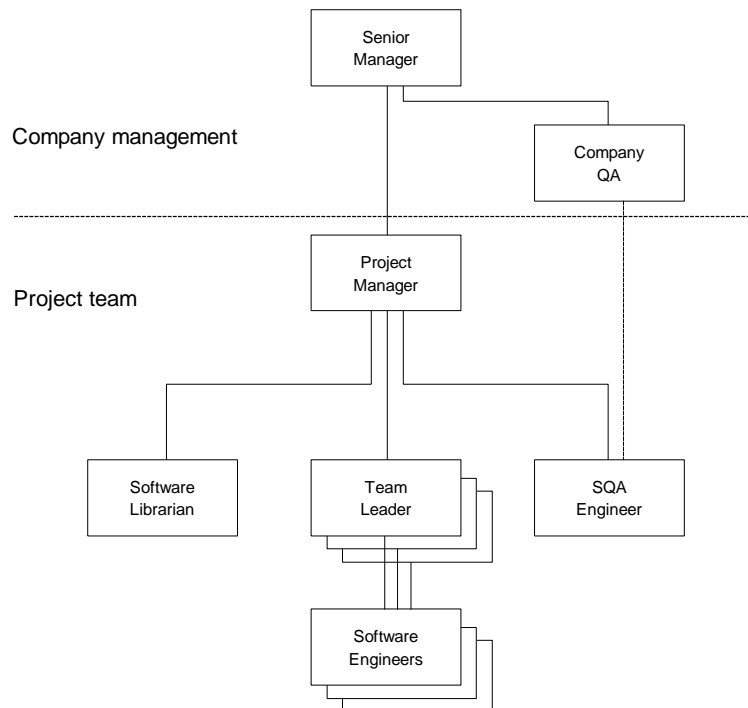 Senior
Manager
Company management
Company
QA
Project
Manager
Project team
Software
Librarian
Team
Leader
SQA
Engineer
Software
Engineers